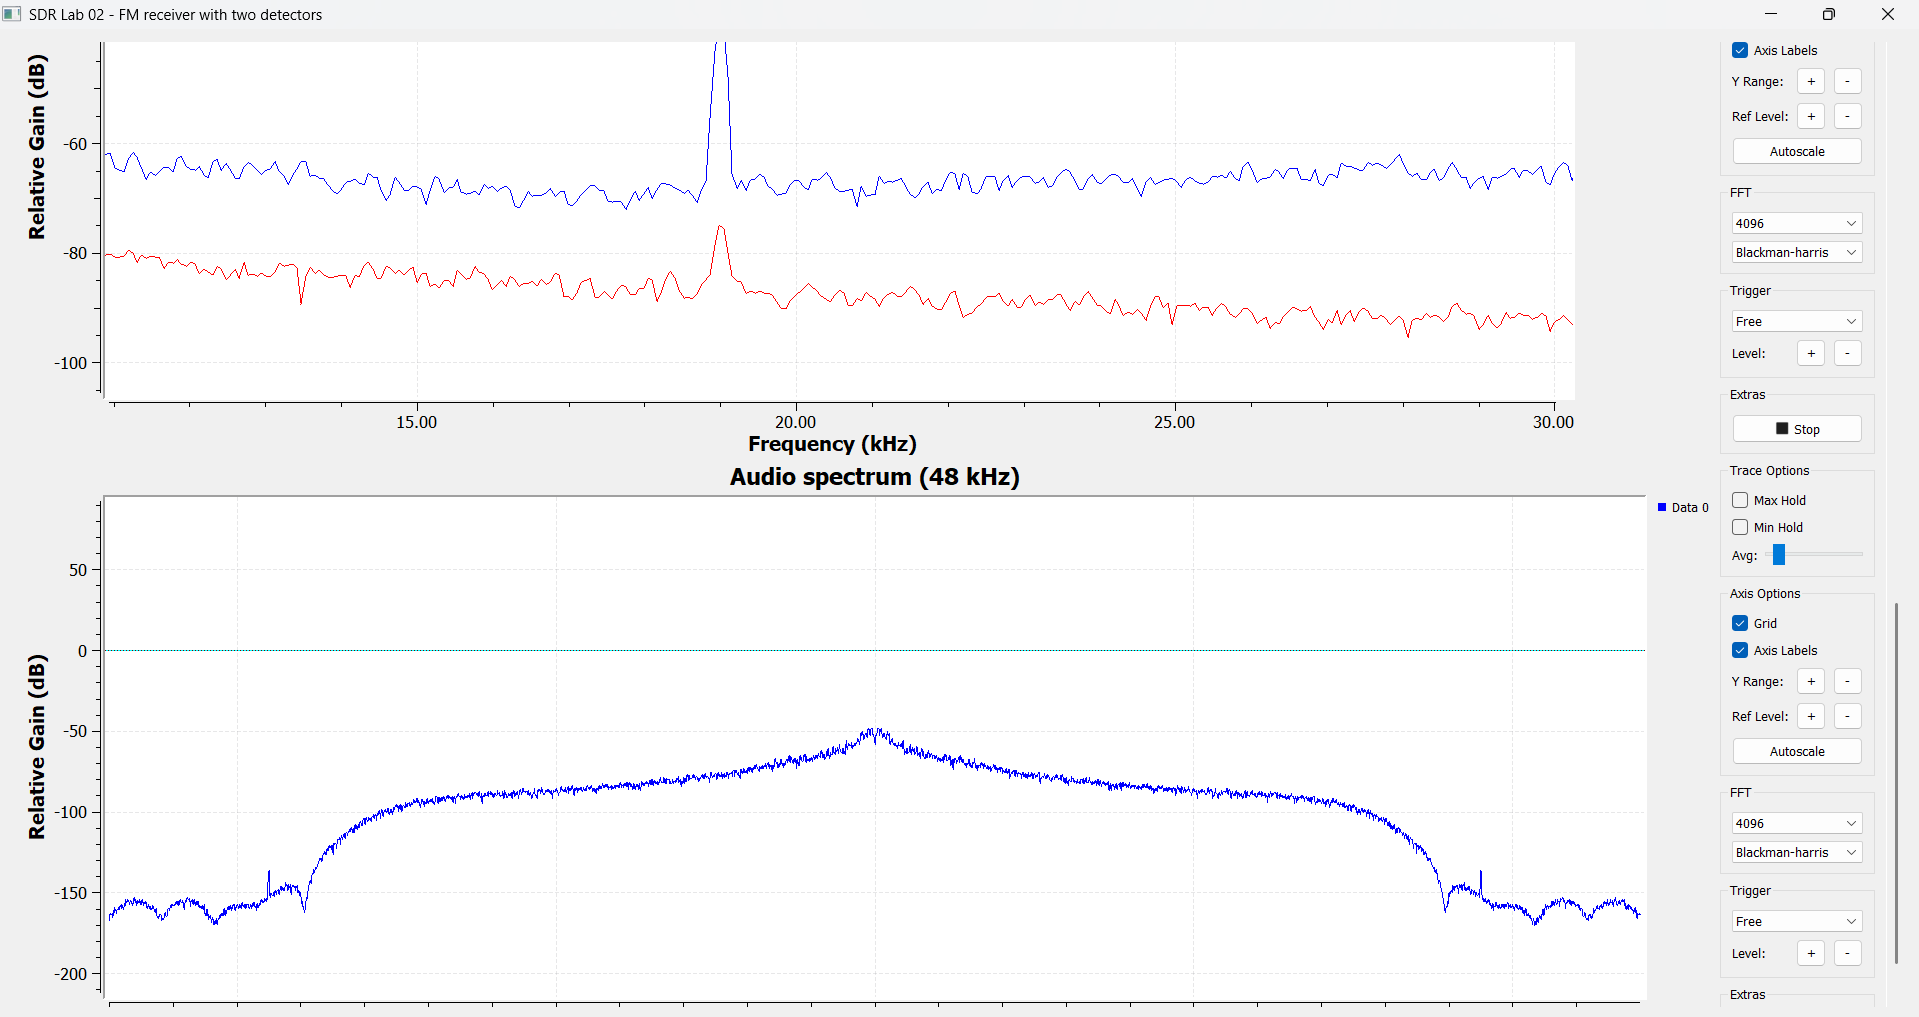 SDR Lab 02 - FM receiver with two detectors
Relative Gain (dB)
-60
-80
-100
15.00
20.00
25.00
30.00
Frequency (kHz)
Axis Labels
Y Range:
+
-
Ref Level:
+
-
Autoscale
FFT
4096
Blackman-harris
Trigger
Free
Level:
+
-
Extras
Stop
Audio spectrum (48 kHz)
Relative Gain (dB)
50
0
-50
-100
-150
-200
Data 0
Trace Options
Max Hold
Min Hold
Avg:
Axis Options
Grid
Axis Labels
Y Range:
+
-
Ref Level:
+
-
Autoscale
FFT
4096
Blackman-harris
Trigger
Free
Level:
+
-
Extras